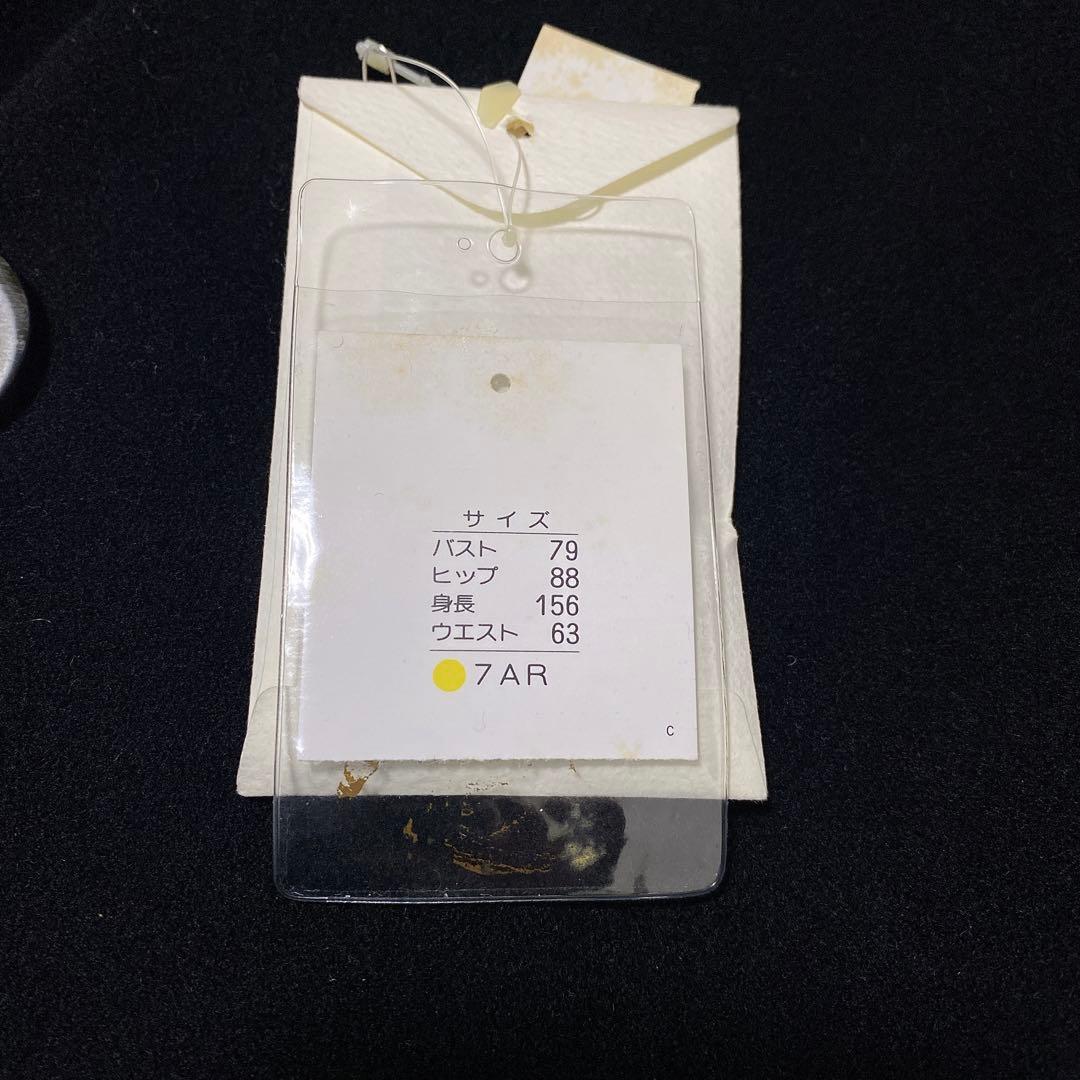 サイズ
バスト 79
ヒップ 88
身長 156
ウエスト 63
7AR
C